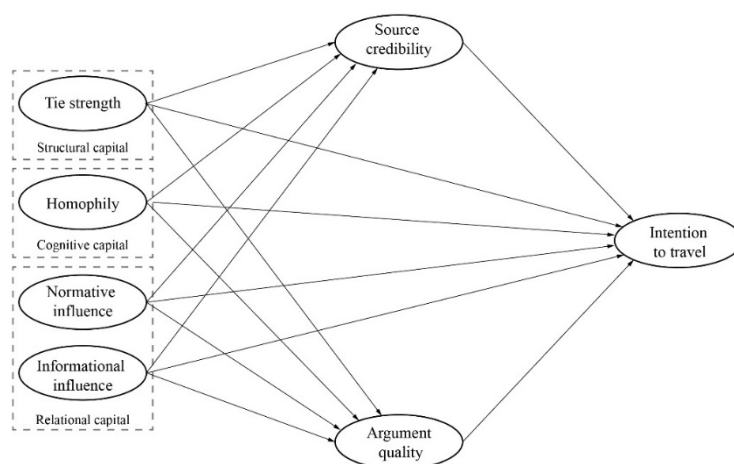 Source
credibility
Tie strength
Structural capital
Homophily
Cognitive capital
Intention
to travel
Normative
influence
Informational
influence
Relational capital
Argument
quality